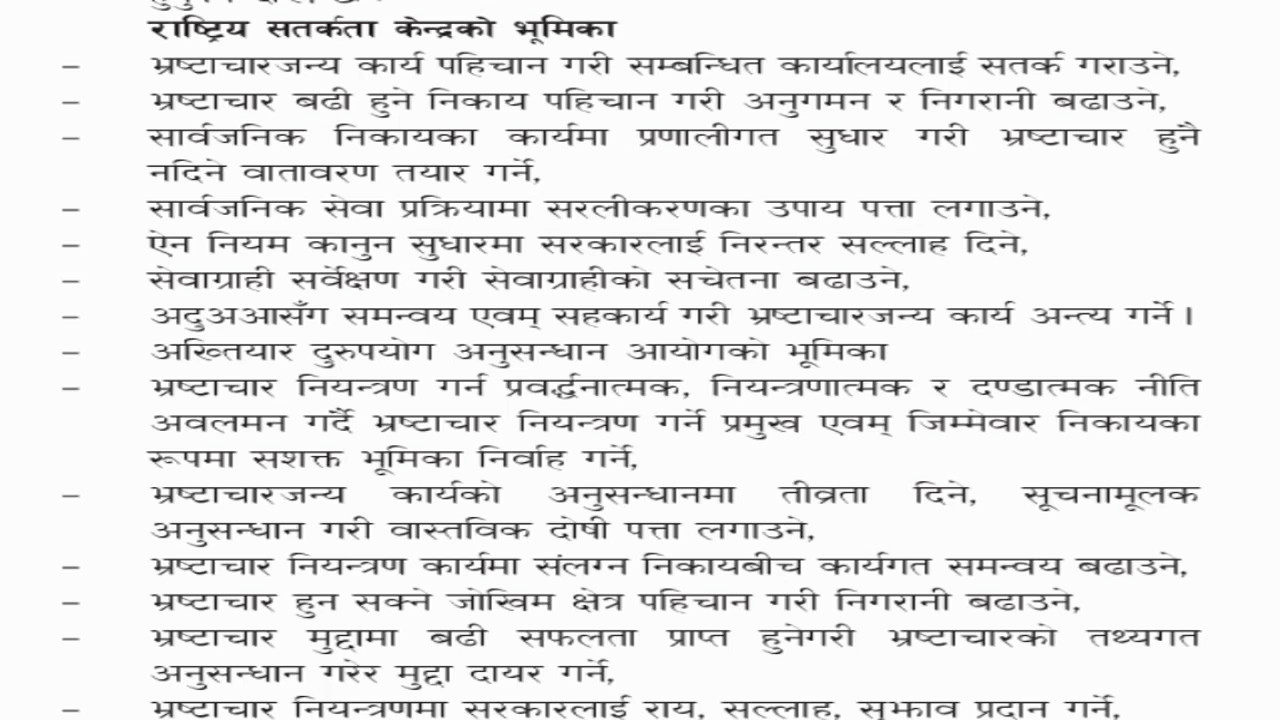 राष्ट्रिय सतर्कता केन्द्रको भूमिका
– भ्रष्टाचारजन्य कार्य पहिचान गरी सम्बन्धित कार्यालयलाई सतर्क गराउने,
– भ्रष्टाचार बढी हुने निकाय पहिचान गरी अनुगमन र निगरानी बढाउने,
– सार्वजनिक निकायका कार्यमा प्रणालीगत सुधार गरी भ्रष्टाचार हुनै
नदिने वातावरण तयार गर्ने,
– सार्वजनिक सेवा प्रक्रियामा सरलीकरणका उपाय पत्ता लगाउने,
– ऐन नियम कानुन सुधारमा सरकारलाई निरन्तर सल्लाह दिने,
– सेवाग्राही सर्वेक्षण गरी सेवाग्राहीको सचेतना बढाउने,
– अदुअआसँग समन्वय एवम् सहकार्य गरी भ्रष्टाचारजन्य कार्य अन्त्य गर्ने ।
– अख्तियार दुरुपयोग अनुसन्धान आयोगको भूमिका
– भ्रष्टाचार नियन्त्रण गर्न प्रवर्द्धनात्मक, नियन्त्रणात्मक र दण्डात्मक नीति
अवलमन गर्दै भ्रष्टाचार नियन्त्रण गर्ने प्रमुख एवम् जिम्मेवार निकायका
रूपमा सशक्त भूमिका निर्वाह गर्ने,
– भ्रष्टाचारजन्य कार्यको अनुसन्धानमा तीव्रता दिने, सूचनामूलक
अनुसन्धान गरी वास्तविक दोषी पत्ता लगाउने,
– भ्रष्टाचार नियन्त्रण कार्यमा संलग्न निकायबीच कार्यगत समन्वय बढाउने,
– भ्रष्टाचार हुन सक्ने जोखिम क्षेत्र पहिचान गरी निगरानी बढाउने,
– भ्रष्टाचार मुद्दामा बढी सफलता प्राप्त हुनेगरी भ्रष्टाचारको तथ्यगत
अनुसन्धान गरेर मुद्दा दायर गर्ने,
– भ्रष्टाचार नियन्त्रणमा सरकारलाई राय, सल्लाह, सुझाव प्रदान गर्ने,